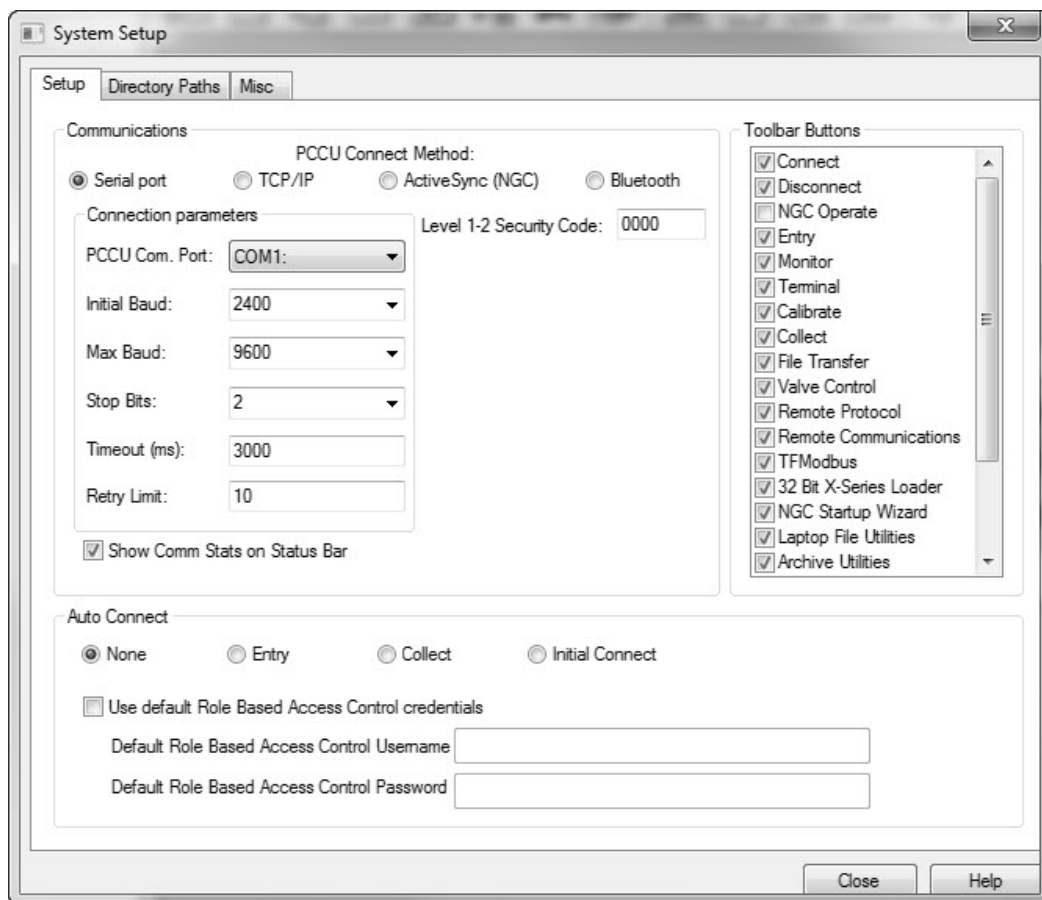 System Setup
Setup Directory Paths Misc
Communications
PCCU Connect Method:
Serial port TCP/IP ActiveSync (NGC) Bluetooth
Connection parameters
Level 1-2 Security Code: 0000
PCCU Com. Port: COM1:
Initial Baud: 2400
Max Baud: 9600
Stop Bits: 2
Timeout (ms): 3000
Retry Limit: 10
Show Comm Stats on Status Bar
Toolbar Buttons
Connect
Disconnect
NGC Operate
Entry
Monitor
Terminal
Calibrate
Collect
File Transfer
Valve Control
Remote Protocol
Remote Communications
TFModbus
32 Bit X-Series Loader
NGC Startup Wizard
Laptop File Utilities
Archive Utilities
Auto Connect
None Entry Collect Initial Connect
Use default Role Based Access Control credentials
Default Role Based Access Control Username
Default Role Based Access Control Password
Close Help